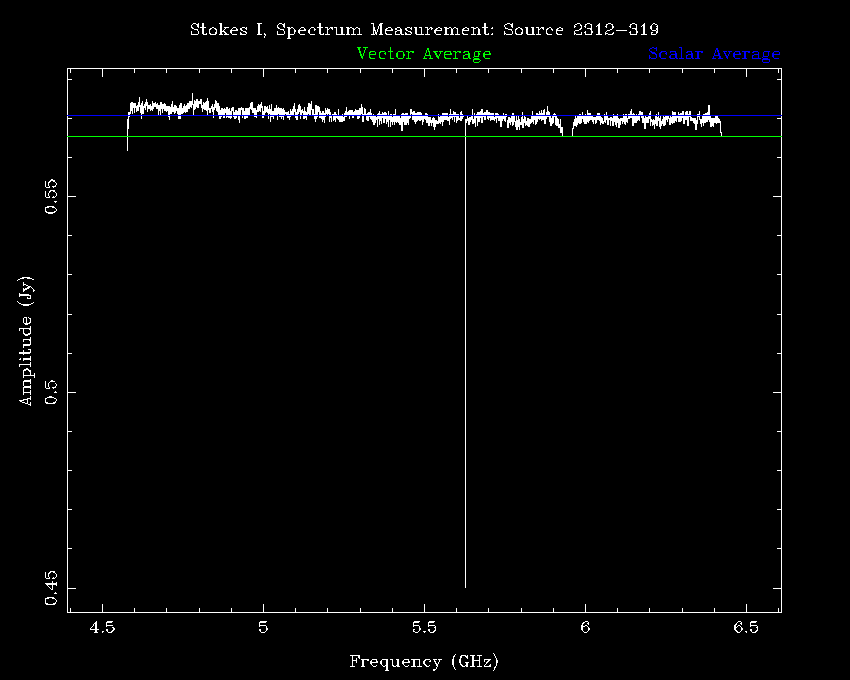 Stokes I, Spectrum Measurement: Source 2312-319
Vector Average
Scalar Average
Amplitude (Jy)
0.55
0.5
0.45
4.5 5 5.5 6 6.5
Frequency (GHz)